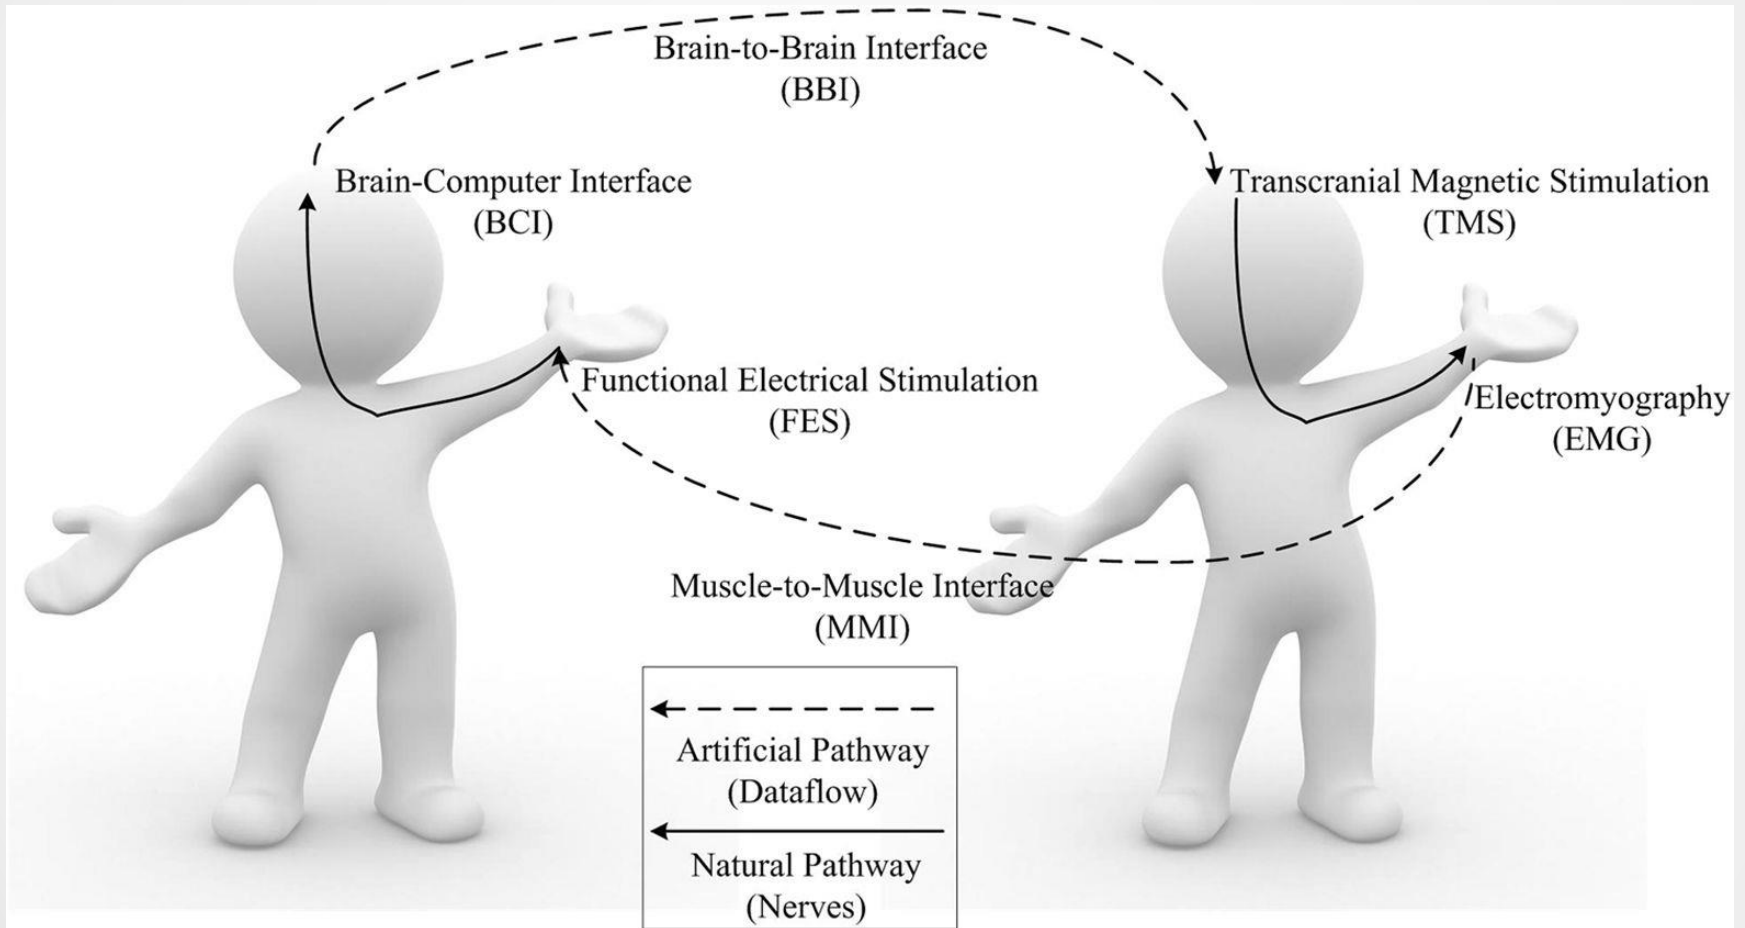 Brain-to-Brain Interface
(BBI)
Brain-Computer Interface
(BCI)
Transcranial Magnetic Stimulation
(TMS)
Functional Electrical Stimulation
(FES)
Electromyography
(EMG)
Muscle-to-Muscle Interface
(MMI)
Artificial Pathway
(Dataflow)
Natural Pathway
(Nerves)